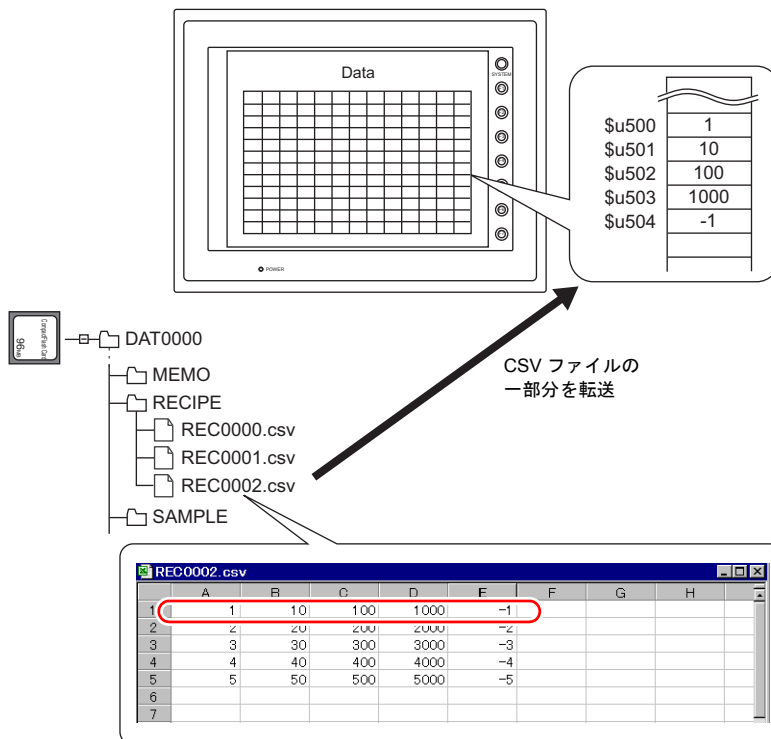 Data
SYSTEM
POWER
$u500 1
$u501 10
$u502 100
$u503 1000
$u504 -1
CompactFlash Card
96MB
DAT0000
MEMO
RECIPE
REC0000.csv
REC0001.csv
REC0002.csv
SAMPLE
CSV ファイルの
一部分を転送
REC0002.csv
A B C D E F G H
1 1 10 100 1000 -1
2 2 20 200 2000 -2
3 3 30 300 3000 -3
4 4 40 400 4000 -4
5 5 50 500 5000 -5
6
7